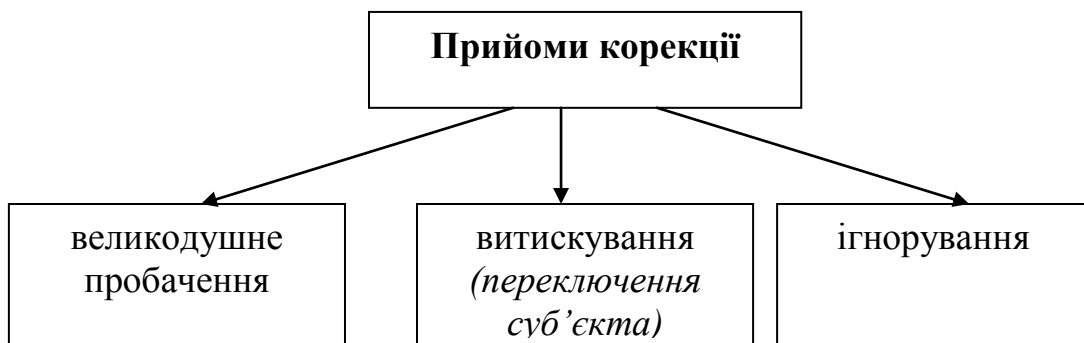 Прийоми корекції
великодушне
пробачення
витискування
(переключення
суб’єкта)
ігнорування